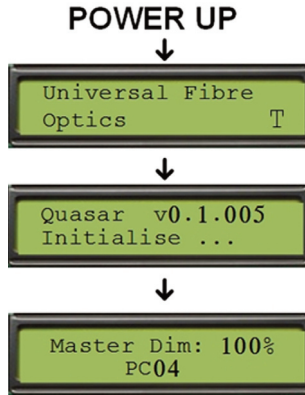 POWER UP
Universal Fibre
Optics T
Quasar v0.1.005
Initialise ...
Master Dim: 100%
PC04